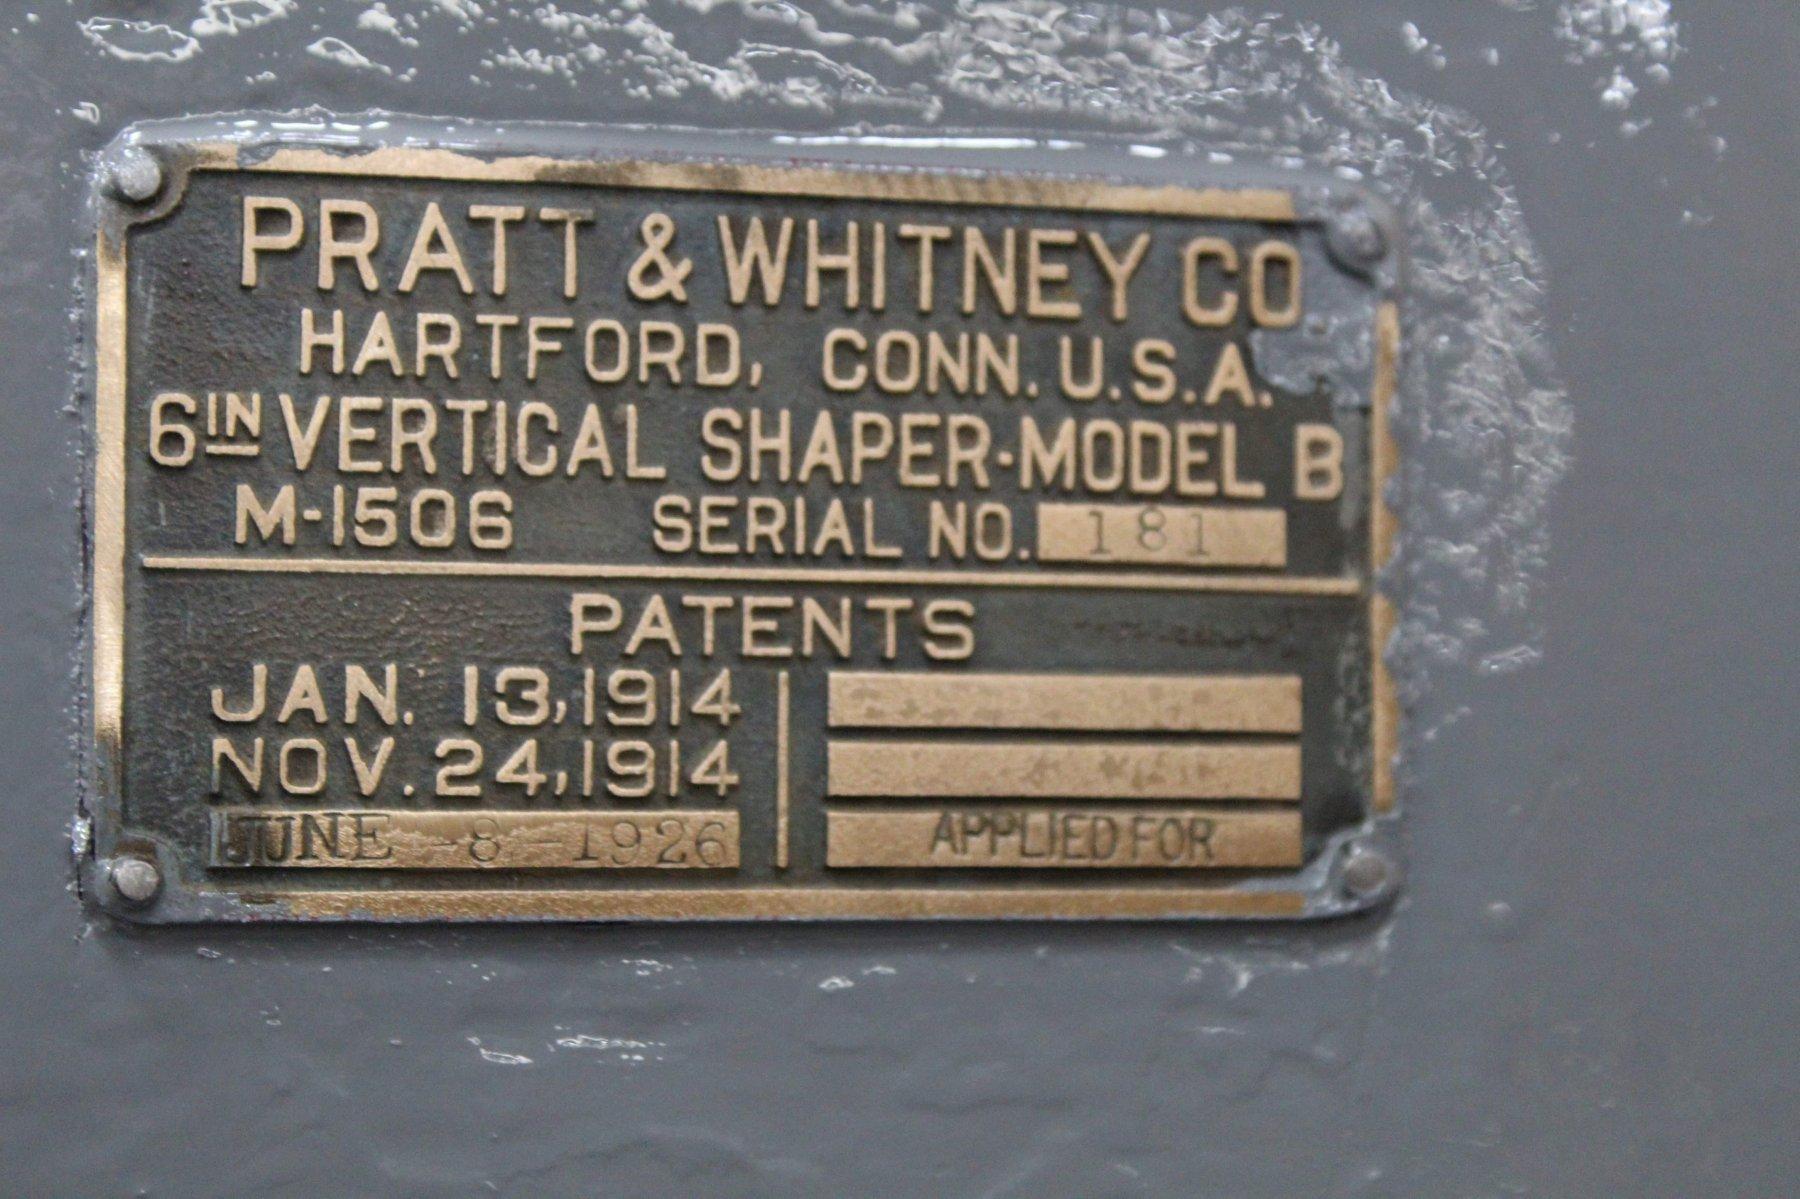 PRATT & WHITNEY CO
HARTFORD, CONN. U.S.A.
6IN VERTICAL SHAPER-MODEL B
M-1506 SERIAL NO. 181
PATENTS
JAN. 13, 1914
NOV. 24, 1914
JUNE -8-1926
APPLIED FOR